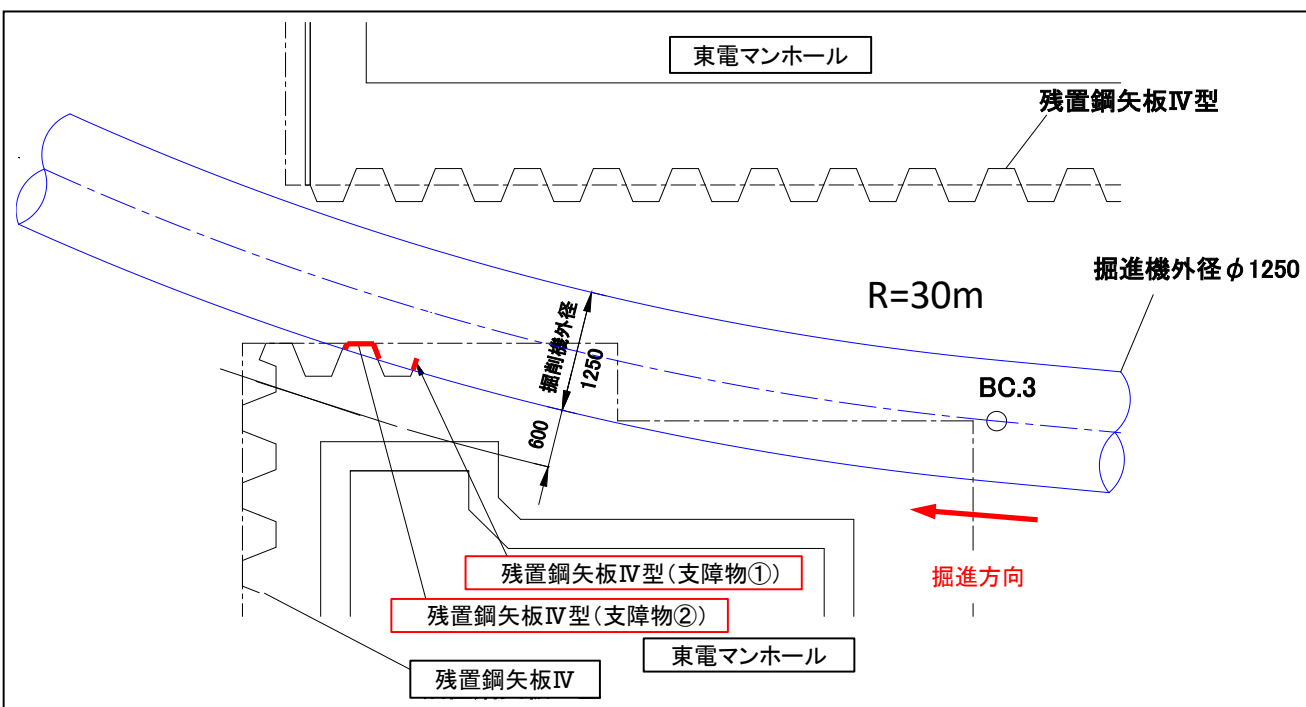 東電マンホール
残置鋼矢板Ⅳ型
掘進機外径φ1250
R=30m
掘削機外径
1250
BC.3
600
残置鋼矢板Ⅳ型(支障物①)
掘進方向
残置鋼矢板Ⅳ型(支障物②)
東電マンホール
残置鋼矢板Ⅳ